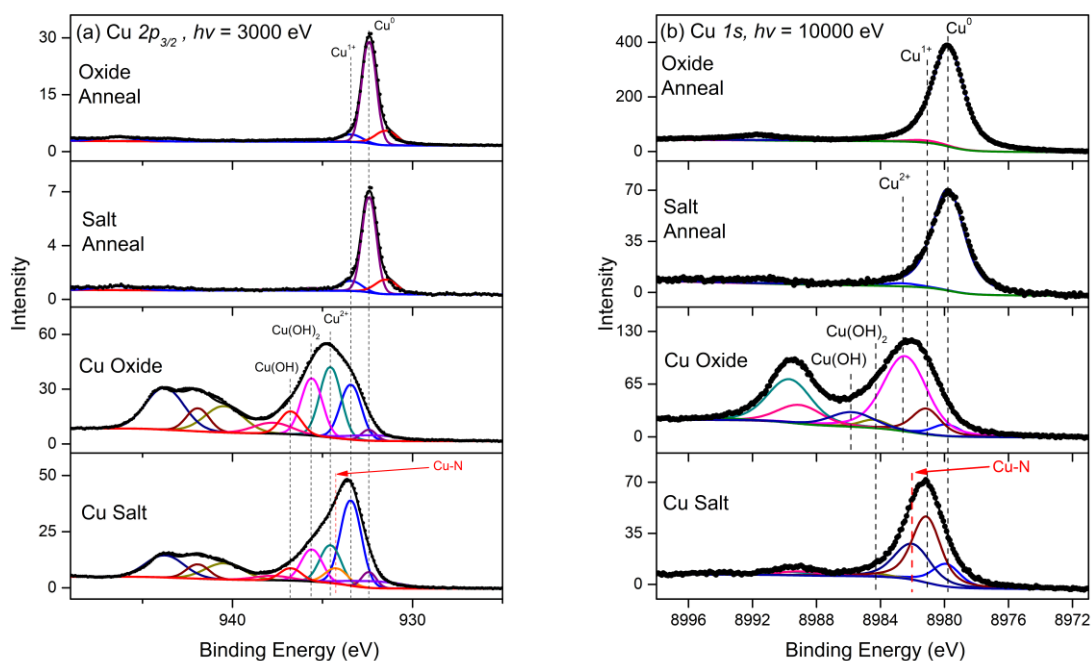 (a) Cu 2p3/2 , hν = 3000 eV
Cu0
Cu1+
Oxide
Anneal
30
15
0
Salt
Anneal
7
4
0
Cu Oxide
Cu(OH)
Cu(OH)2
Cu2+
60
30
0
Cu Salt
Cu-N
50
25
0
Intensity
940
930
Binding Energy (eV)
(b) Cu 1s, hν = 10000 eV
Cu0
Cu1+
Oxide
Anneal
400
200
0
Salt
Anneal
Cu2+
70
35
0
Cu Oxide
Cu(OH)2
Cu(OH)
130
65
0
Cu Salt
Cu-N
70
35
0
Intensity
8996
8992
8988
8984
8980
8976
8972
Binding Energy (eV)